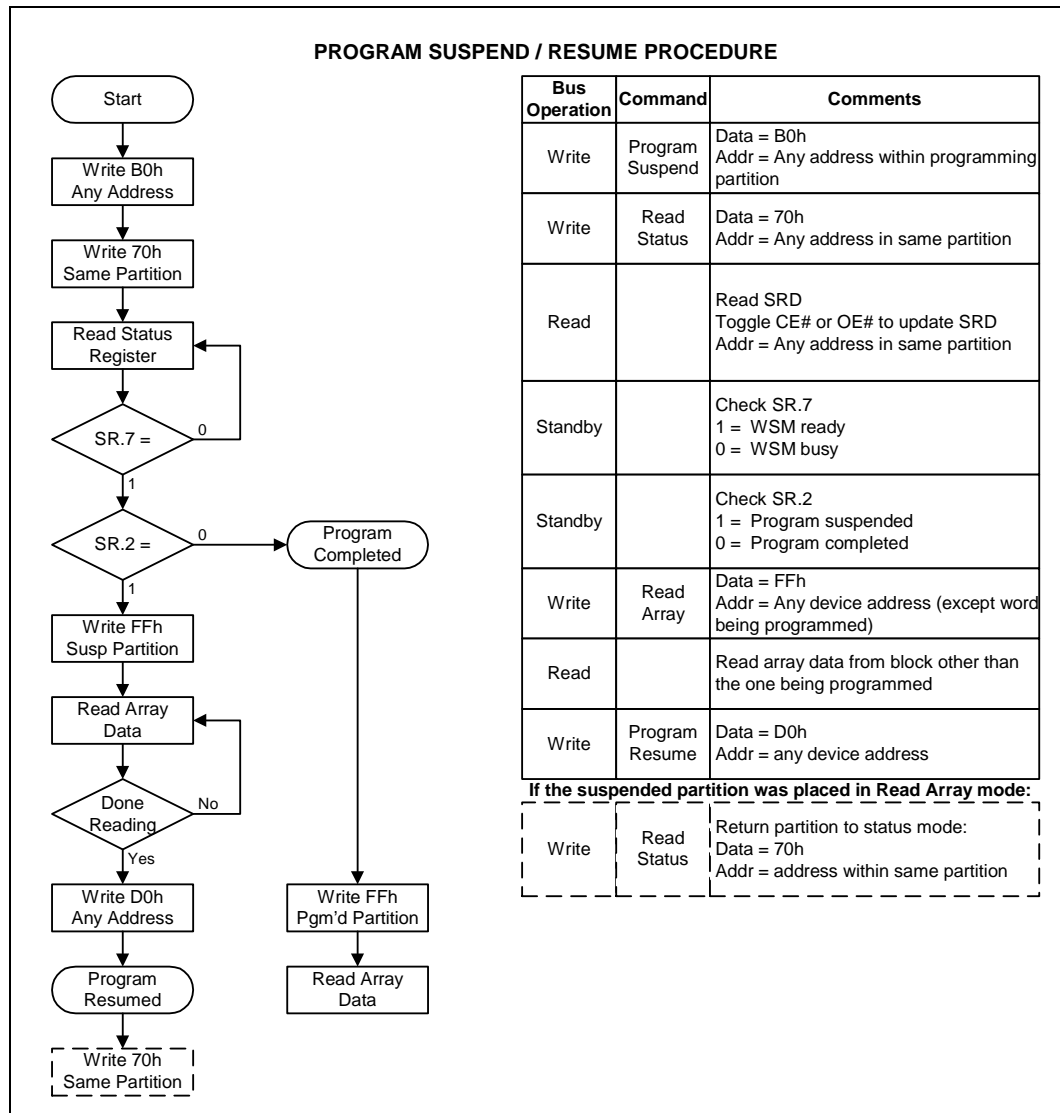 PROGRAM SUSPEND / RESUME PROCEDURE
Start
Write B0h
Any Address
Write 70h
Same Partition
Read Status
Register
SR.7 =
0
1
SR.2 =
0
1
Program
Completed
Write FFh
Susp Partition
Read Array
Data
Done
Reading
No
Yes
Write D0h
Any Address
Program
Resumed
Write 70h
Same Partition
Write FFh
Pgm'd Partition
Read Array
Data
Bus
Operation
Command
Comments
Write
Program
Suspend
Data = B0h
Addr = Any address within programming
partition
Write
Read
Status
Data = 70h
Addr = Any address in same partition
Read
Read SRD
Toggle CE# or OE# to update SRD
Addr = Any address in same partition
Standby
Check SR.7
1 = WSM ready
0 = WSM busy
Standby
Check SR.2
1 = Program suspended
0 = Program completed
Write
Read
Array
Data = FFh
Addr = Any device address (except word
being programmed)
Read
Read array data from block other than
the one being programmed
Write
Program
Resume
Data = D0h
Addr = any device address
If the suspended partition was placed in Read Array mode:
Write
Read
Status
Return partition to status mode:
Data = 70h
Addr = address within same partition